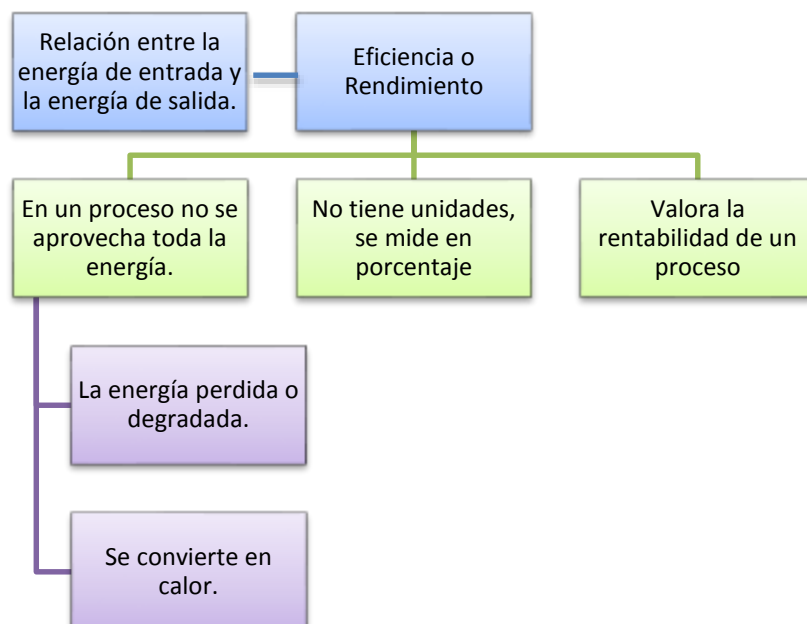 Relación entre la
energía de entrada y
la energía de salida.
Eficiencia o
Rendimiento
En un proceso no se
aprovecha toda la
energía.
No tiene unidades,
se mide en
porcentaje
Valora la
rentabilidad de un
proceso
La energía perdida o
degradada.
Se convierte en
calor.